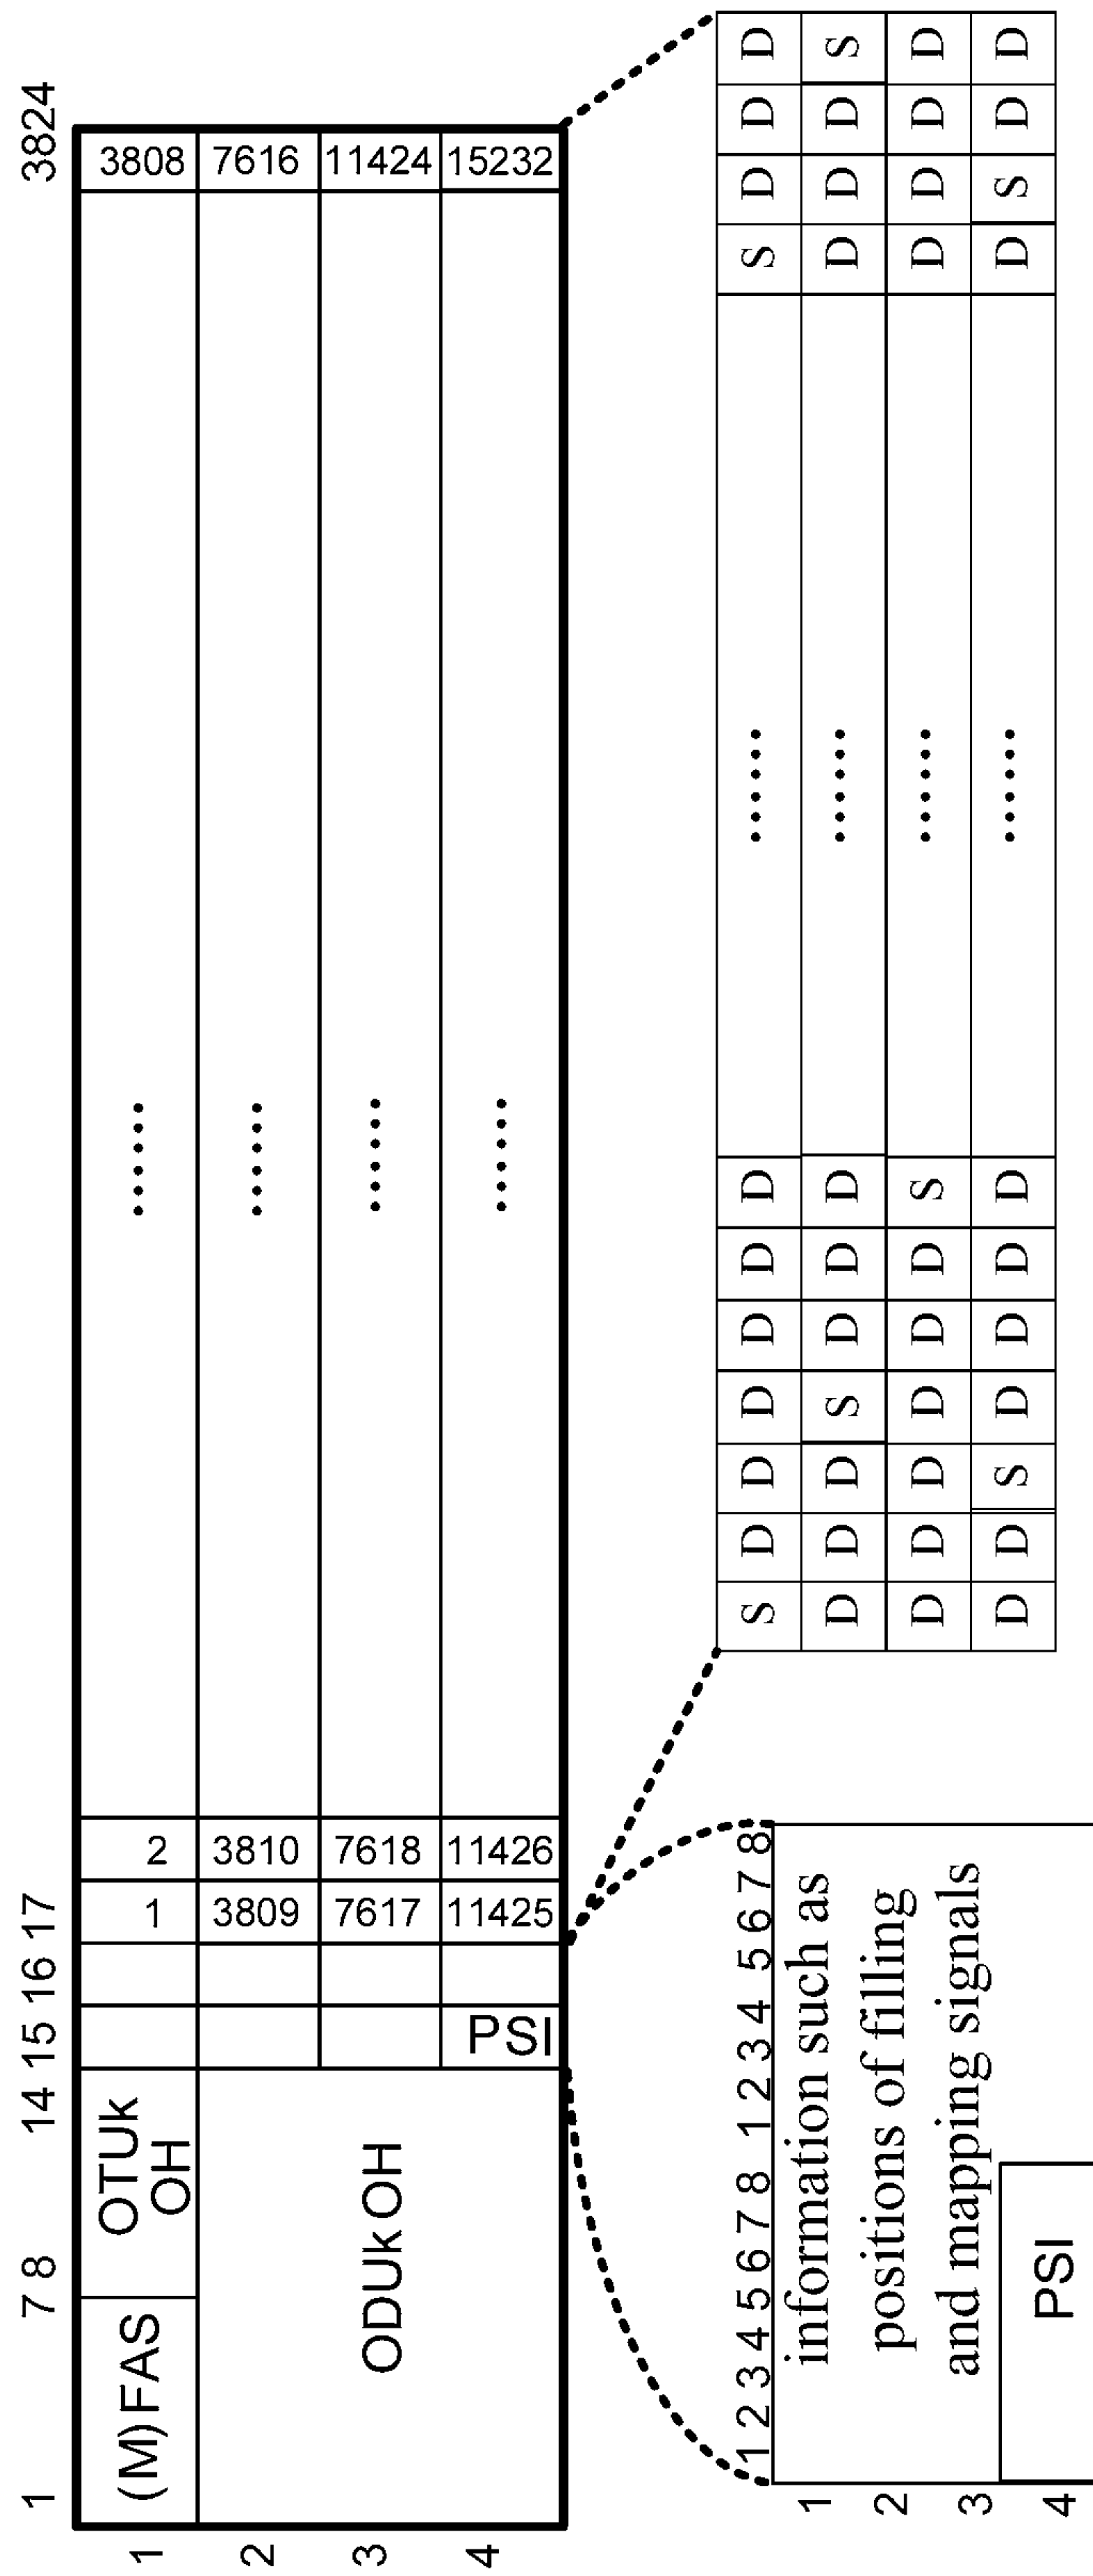 1 7 8 14 15 16 17 3824
1 (M)FAS OTUk OH 1 2 ...... 3808
2 3809 3810 ...... 7616
3 ODUk OH 7617 7618 ...... 11424
4 PSI 11425 11426 ...... 15232
1 2 3 4 5 6 7 8 1 2 3 4 5 6 7 8
1 information such as
2 positions of filling
3 and mapping signals
4 PSI
S D D D D D D ...... S D D D
D D D S D D D ...... D D D S
D D D D D D S ...... D D D D
D D S D D D D ...... D S D D